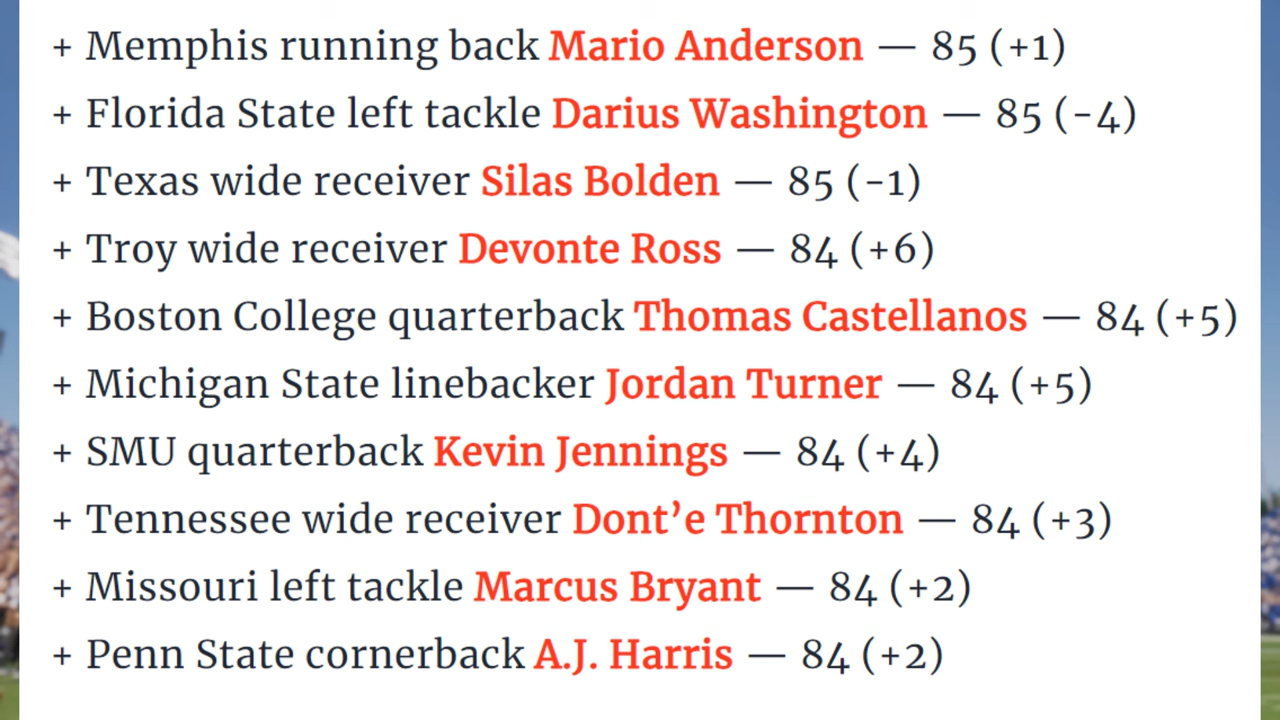 + Memphis running back Mario Anderson — 85 (+1)
+ Florida State left tackle Darius Washington — 85 (-4)
+ Texas wide receiver Silas Bolden — 85 (-1)
+ Troy wide receiver Devonte Ross — 84 (+6)
+ Boston College quarterback Thomas Castellanos — 84 (+5)
+ Michigan State linebacker Jordan Turner — 84 (+5)
+ SMU quarterback Kevin Jennings — 84 (+4)
+ Tennessee wide receiver Dont’e Thornton — 84 (+3)
+ Missouri left tackle Marcus Bryant — 84 (+2)
+ Penn State cornerback A.J. Harris — 84 (+2)